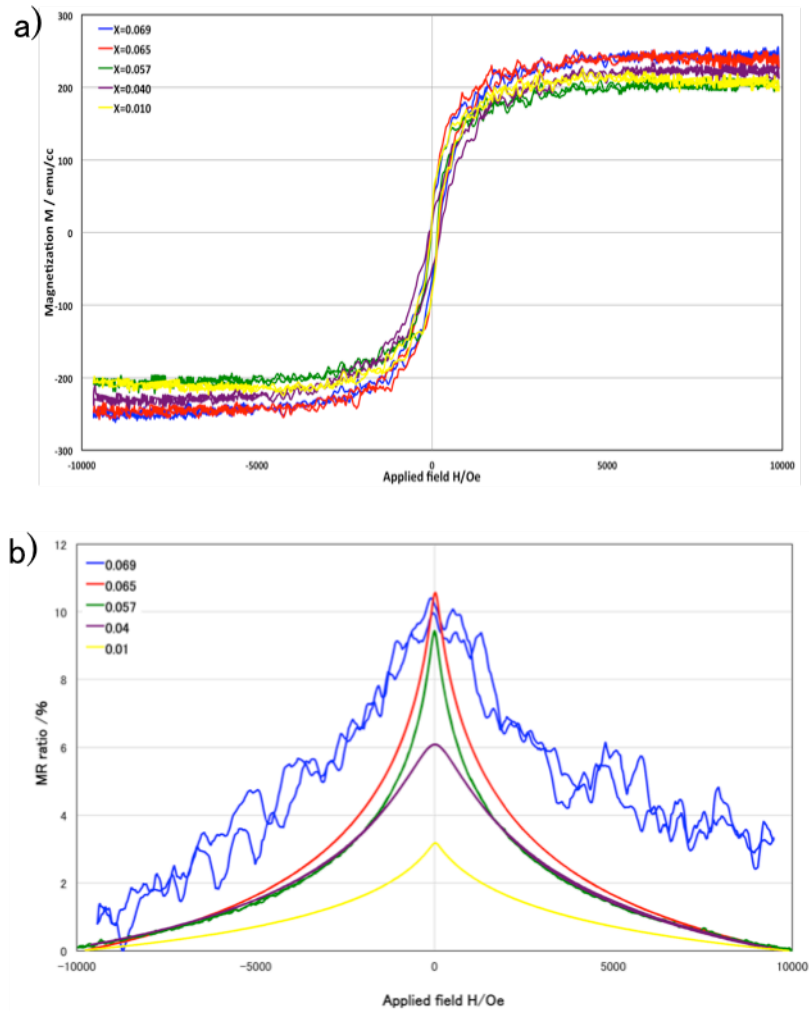 a)
300
X=0.069
X=0.065
X=0.057
X=0.040
X=0.010
200
100
0
-100
-200
-300
Magnetization M / emu/cc
-10000 -5000 0 5000 10000
Applied field H/Oe
b)
12
0.069
0.065
0.057
0.04
0.01
10
8
6
4
2
0
MR ratio /%
-10000 -5000 0 5000 10000
Applied field H/Oe